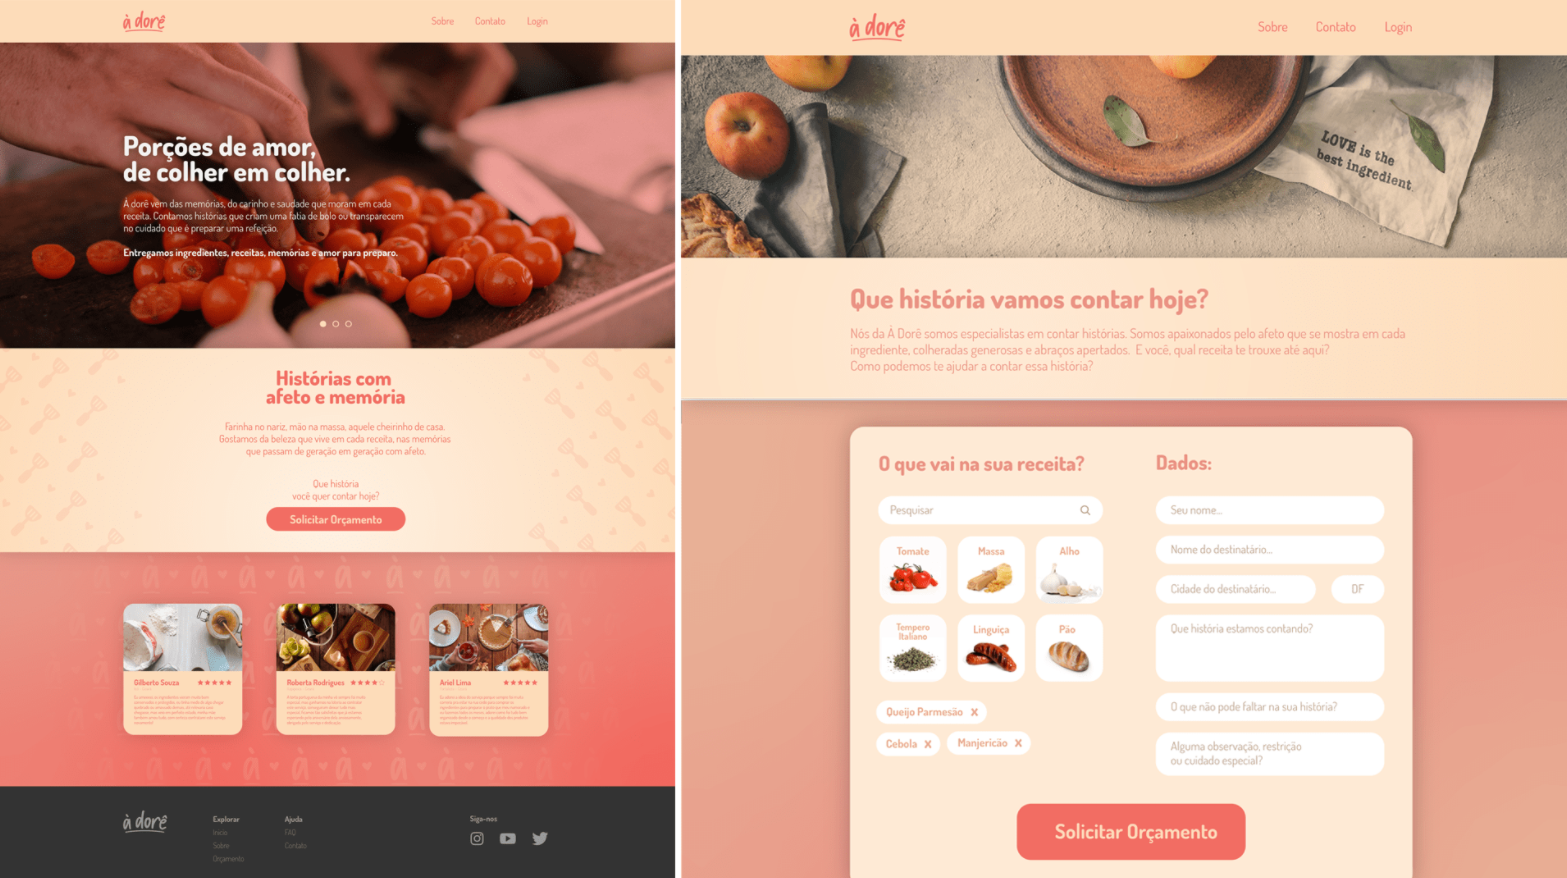 à dorê
Sobre
Contato
Login
Porções de amor,
de colher em colher.
À dorê vem das memórias, do carinho e saudade que moram em cada
receita. Contamos histórias que criam uma fatia de bolo ou transparecem
no cuidado que é preparar uma refeição.
Entregamos ingredientes, receitas, memórias e amor para preparo.
Histórias com
afeto e memória
Farinha no nariz, mão na massa, aquele cheirinho de casa.
Gostamos da beleza que vive em cada receita, nas memórias
que passam de geração em geração com afeto.
Que história
você quer contar hoje?
Solicitar Orçamento
Gilberto Souza
Roberta Rodrigues
Ariel Lima
à dorê
Explorar
Início
Sobre
Orçamento
Ajuda
FAQ
Contato
Siga-nos
à dorê
Sobre
Contato
Login
LOVE is the
best ingredient
Que história vamos contar hoje?
Nós da À Dorê somos especialistas em contar histórias. Somos apaixonados pelo afeto que se mostra em cada
ingrediente, colheradas generosas e abraços apertados. E você, qual receita te trouxe até aqui?
Como podemos te ajudar a contar essa história?
O que vai na sua receita?
Pesquisar
Tomate
Massa
Alho
Tempero
Italiano
Linguiça
Pão
Queijo Parmesão X
Cebola X
Manjericão X
Dados:
Seu nome...
Nome do destinatário...
Cidade do destinatário...
DF
Que história estamos contando?
O que não pode faltar na sua história?
Alguma observação, restrição
ou cuidado especial?
Solicitar Orçamento